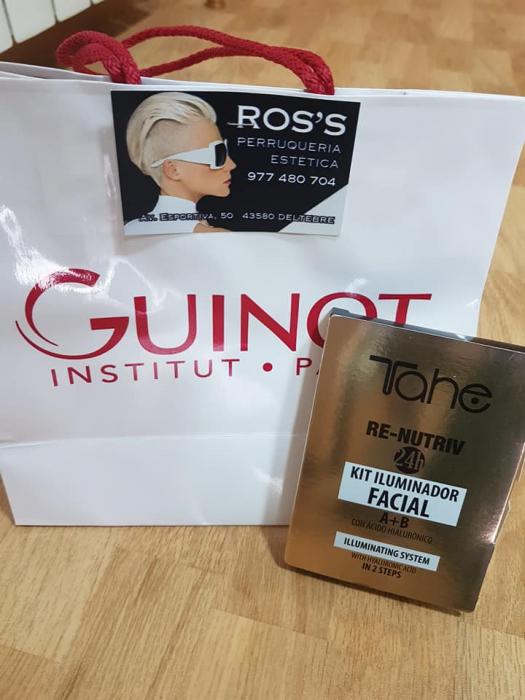 ROS'S
PERRUQUERIA
ESTÈTICA
977 480 704
AV. ESPORTIVA, 50 43580 DELTEBRE
GUINOT
INSTITUT • P
Tahe
RE-NUTRIV
24h
KIT ILUMINADOR
FACIAL
A+B
CON ÁCIDO HIALURÓNICO
ILLUMINATING SYSTEM
WITH HYALURONIC ACID
IN 2 STEPS